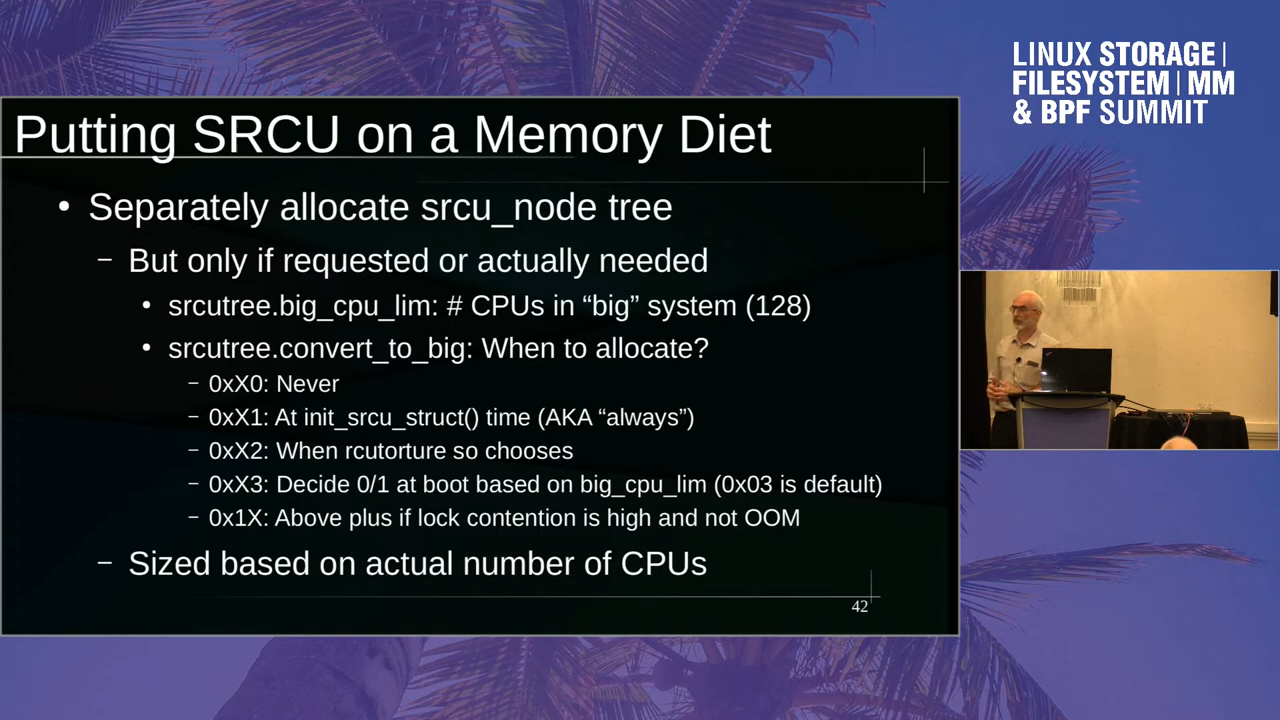 LINUX STORAGE |
FILESYSTEM | MM
& BPF SUMMIT
Putting SRCU on a Memory Diet
• Separately allocate srcu_node tree
– But only if requested or actually needed
• srcutree.big_cpu_lim: # CPUs in “big” system (128)
• srcutree.convert_to_big: When to allocate?
– 0xX0: Never
– 0xX1: At init_srcu_struct() time (AKA “always”)
– 0xX2: When rcutorture so chooses
– 0xX3: Decide 0/1 at boot based on big_cpu_lim (0x03 is default)
– 0x1X: Above plus if lock contention is high and not OOM
– Sized based on actual number of CPUs
42